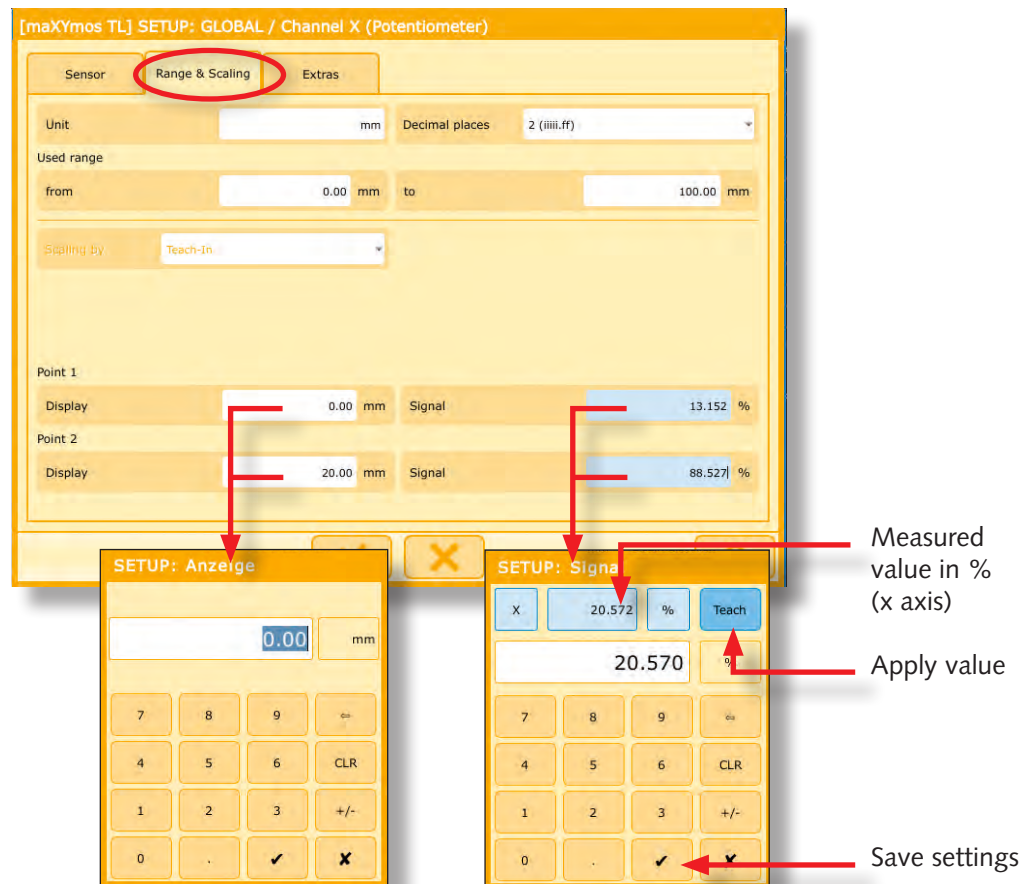 [maXYmos TL] SETUP: GLOBAL / Channel X (Potentiometer)
Sensor Range & Scaling Extras
Unit mm Decimal places 2 (iiiii.ff)
Used range
from 0.00 mm to 100.00 mm
Scaling by Teach-In
Point 1
Display 0.00 mm Signal 13.152 %
Point 2
Display 20.00 mm Signal 88.527 %
SETUP: Anzeige
0.00 mm
7 8 9 ⇦
4 5 6 CLR
1 2 3 +/-
0 . ✔ ✘
SETUP: Signal
X 20.572 % Teach
20.570 %
7 8 9 ⇦
4 5 6 CLR
1 2 3 +/-
0 . ✔ ✘
Measured
value in %
(x axis)
Apply value
Save settings